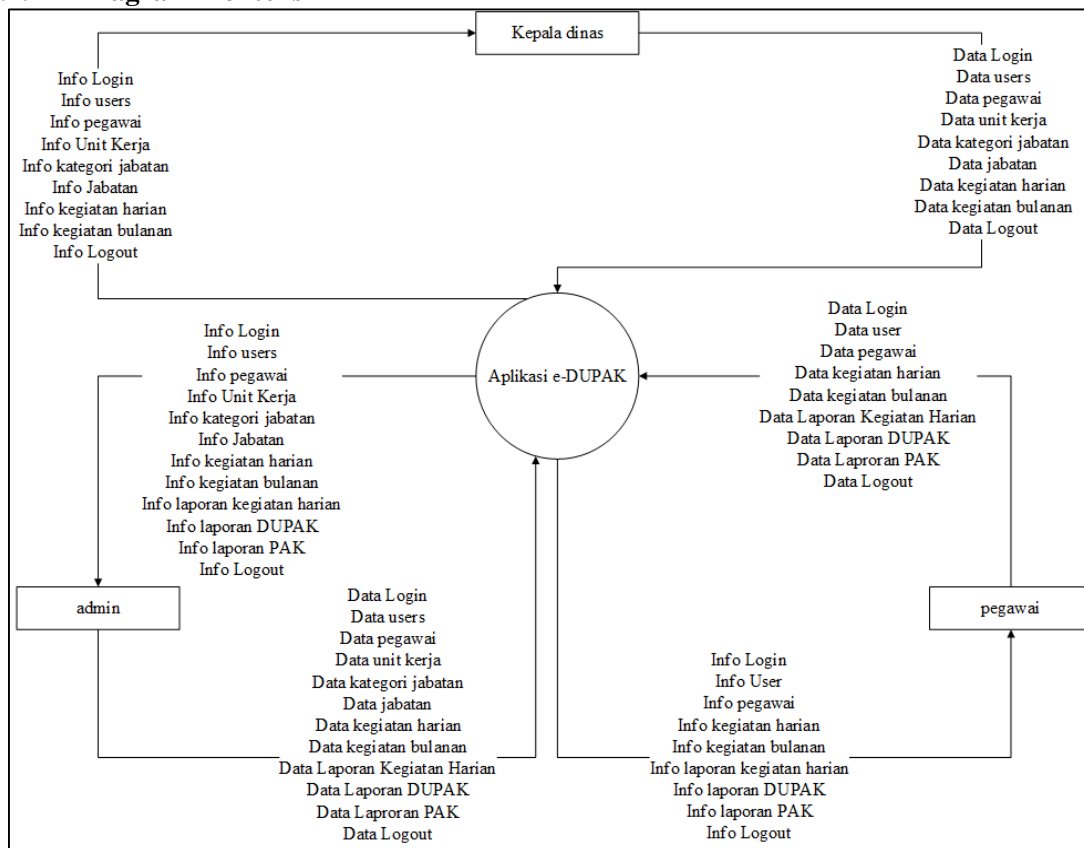 Kepala dinas
Info Login
Info users
Info pegawai
Info Unit Kerja
Info kategori jabatan
Info Jabatan
Info kegiatan harian
Info kegiatan bulanan
Info Logout
Data Login
Data users
Data pegawai
Data unit kerja
Data kategori jabatan
Data jabatan
Data kegiatan harian
Data kegiatan bulanan
Data Logout
Aplikasi e-DUPAK
Info Login
Info users
Info pegawai
Info Unit Kerja
Info kategori jabatan
Info Jabatan
Info kegiatan harian
Info kegiatan bulanan
Info laporan kegiatan harian
Info laporan DUPAK
Info laporan PAK
Info Logout
Data Login
Data user
Data pegawai
Data kegiatan harian
Data kegiatan bulanan
Data Laporan Kegiatan Harian
Data Laporan DUPAK
Data Laproran PAK
Data Logout
admin
pegawai
Data Login
Data users
Data pegawai
Data unit kerja
Data kategori jabatan
Data jabatan
Data kegiatan harian
Data kegiatan bulanan
Data Laporan Kegiatan Harian
Data Laporan DUPAK
Data Laproran PAK
Data Logout
Info Login
Info User
Info pegawai
Info kegiatan harian
Info kegiatan bulanan
Info laporan kegiatan harian
Info laporan DUPAK
Info laporan PAK
Info Logout